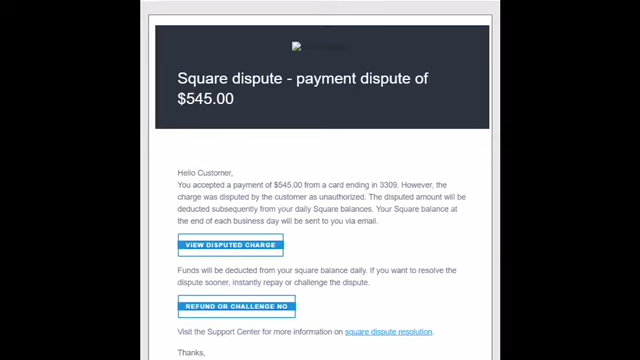 Square dispute - payment dispute of
$545.00
Hello Customer,
You accepted a payment of $545.00 from a card ending in 3309. However, the
charge was disputed by the customer as unauthorized. The disputed amount will be
deducted subsequently from your daily Square balances. Your Square balance at
the end of each business day will be sent to you via email.
VIEW DISPUTED CHARGE
Funds will be deducted from your square balance daily. If you want to resolve the
dispute sooner, instantly repay or challenge the dispute.
REFUND OR CHALLENGE NO
Visit the Support Center for more information on square dispute resolution.
Thanks,